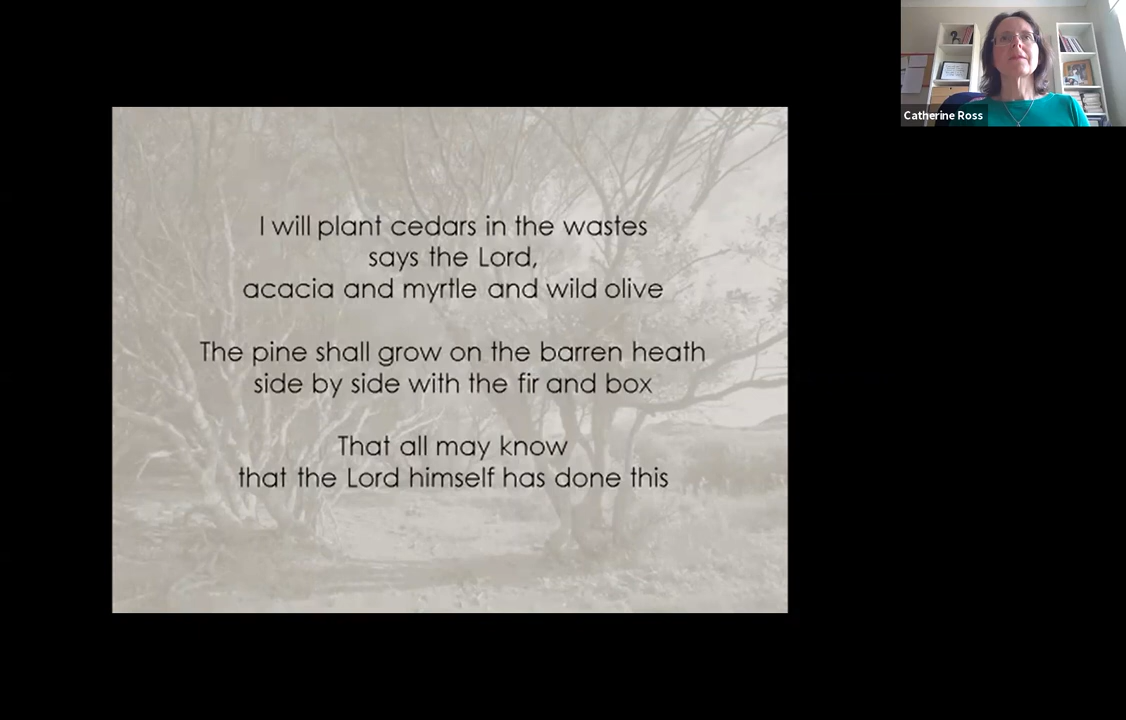 I will plant cedars in the wastes
says the Lord,
acacia and myrtle and wild olive
The pine shall grow on the barren heath
side by side with the fir and box
That all may know
that the Lord himself has done this
Catherine Ross